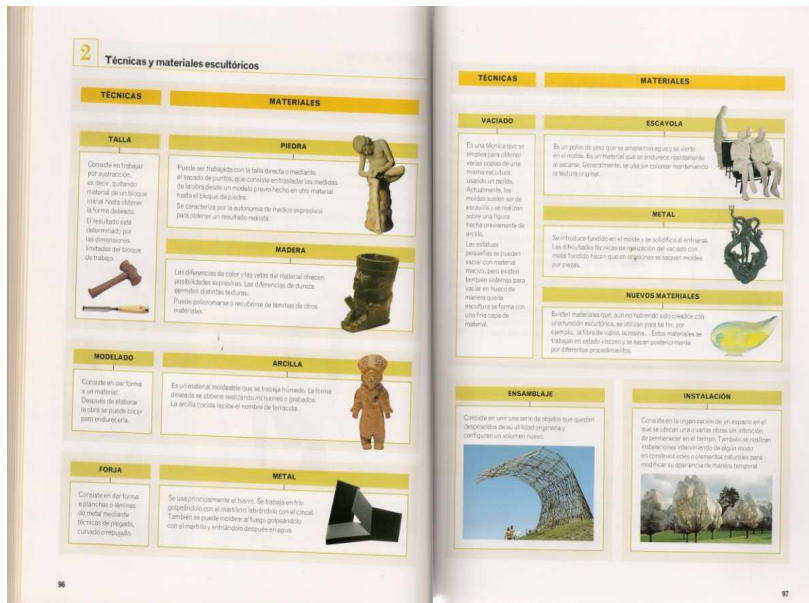 2
Técnicas y materiales escultóricos
TÉCNICAS
MATERIALES
TALLA
Consiste en trabajar
por sustracción,
es decir, quitando
material de un bloque
inicial hasta obtener
la forma deseada.
El resultado está
determinado por
las dimensiones
limitadas del bloque
de trabajo.
PIEDRA
Puede ser trabajada con la talla directa o mediante
el sacado de puntos, que consiste en trasladar las medidas
de la obra desde un modelo previo hecho en otro material
hasta el bloque de piedra.
Se caracteriza por la autonomía de medios expresivos
para obtener un resultado realista.
MADERA
Las diferencias de color y las vetas del material ofrecen
posibilidades expresivas. Las diferencias de dureza
permiten distintas texturas.
Puede policromarse o recubrirse de láminas de otros
materiales.
MODELADO
Consiste en dar forma
a un material.
Después de elaborar
la obra se puede cocer
para endurecerla.
ARCILLA
Es un material moldeable que se trabaja húmedo. La forma
deseada se obtiene realizando incisiones o grabados.
La arcilla cocida recibe el nombre de terracota.
FORJA
Consiste en dar forma
a planchas o láminas
de metal mediante
técnicas de plegado,
curvado o repujado.
METAL
Se usa principalmente el hierro. Se trabaja en frío
golpeándolo con el martillo o labrándolo con el cincel.
También se puede moldear al fuego golpeándolo
con el martillo y enfriándolo después en agua.
96
TÉCNICAS
MATERIALES
VACIADO
Es una técnica que se
emplea para obtener
varias copias de una
misma escultura
usando un molde.
Actualmente, los
moldes suelen ser de
escayola y se realizan
sobre una figura
hecha previamente de
arcilla.
Las estatuas
pequeñas se pueden
vaciar con material
macizo, pero existen
también sistemas para
vaciar en hueco de
manera que la
escultura se forma con
una fina capa de
material.
ESCAYOLA
Es un polvo de yeso que se amasa con agua y se vierte
en el molde. Es un material que se endurece rápidamente
al secarse. Generalmente, se usa sin colorear manteniendo
la textura original.
METAL
Se introduce fundido en el molde y se solidifica al enfriarse.
Las dificultades técnicas de realización del vaciado con
metal fundido hacen que en ocasiones se saquen moldes
por piezas.
NUEVOS MATERIALES
Existen materiales que, aun no habiendo sido creados con
una función escultórica, se utilizan para tal fin, por
ejemplo, la fibra de vidrio, la resina... Estos materiales se
trabajan en estado viscoso y se secan posteriormente
por diferentes procedimientos.
ENSAMBLAJE
Consiste en unir una serie de objetos que quedan
desposeídos de su utilidad originaria y
configuran un volumen nuevo.
INSTALACIÓN
Consiste en la organización de un espacio en el
que se ubican una o varias obras sin intención
de permanecer en el tiempo. También se realizan
instalaciones interviniendo de algún modo
en construcciones o elementos naturales para
modificar su apariencia de manera temporal.
97